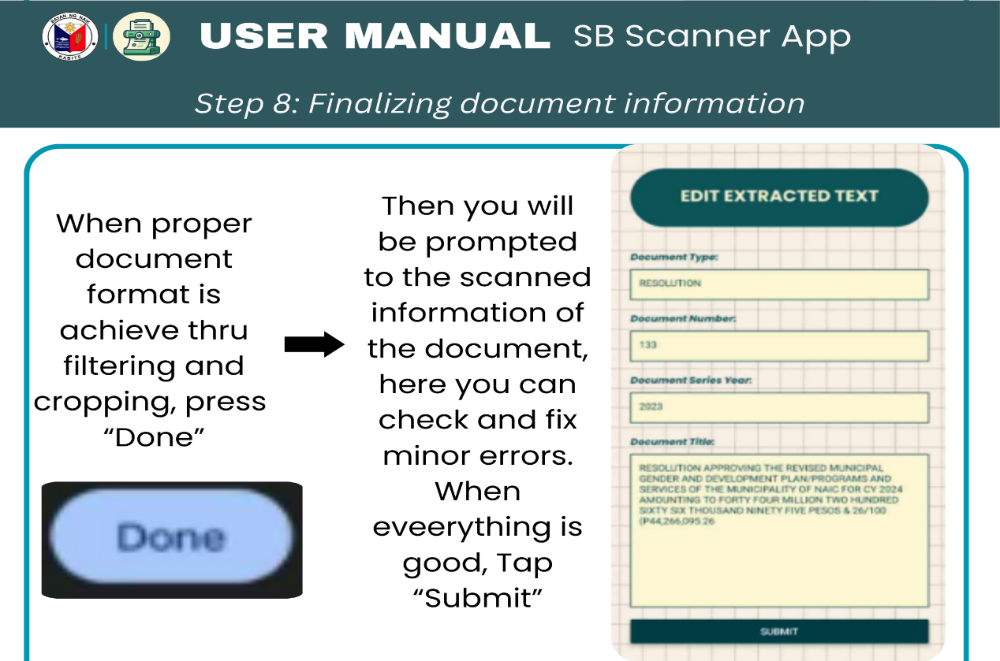 BAYAN NG NAIK
KABITE
USER MANUAL SB Scanner App
Step 8: Finalizing document information
When proper
document
format is
achieve thru
filtering and
cropping, press
“Done”
Done
Then you will
be prompted
to the scanned
information of
the document,
here you can
check and fix
minor errors.
When
eveerything is
good, Tap
“Submit”
EDIT EXTRACTED TEXT
Document Type:
RESOLUTION
Document Number:
133
Document Series Year:
2023
Document Title:
RESOLUTION APPROVING THE REVISED MUNICIPAL
GENDER AND DEVELOPMENT PLAN/PROGRAMS AND
SERVICES OF THE MUNICIPALITY OF NAIC FOR CY 2024
AMOUNTING TO FORTY FOUR MILLION TWO HUNDRED
SIXTY SIX THOUSAND NINETY FIVE PESOS & 26/100
(P44,266,095.26
SUBMIT